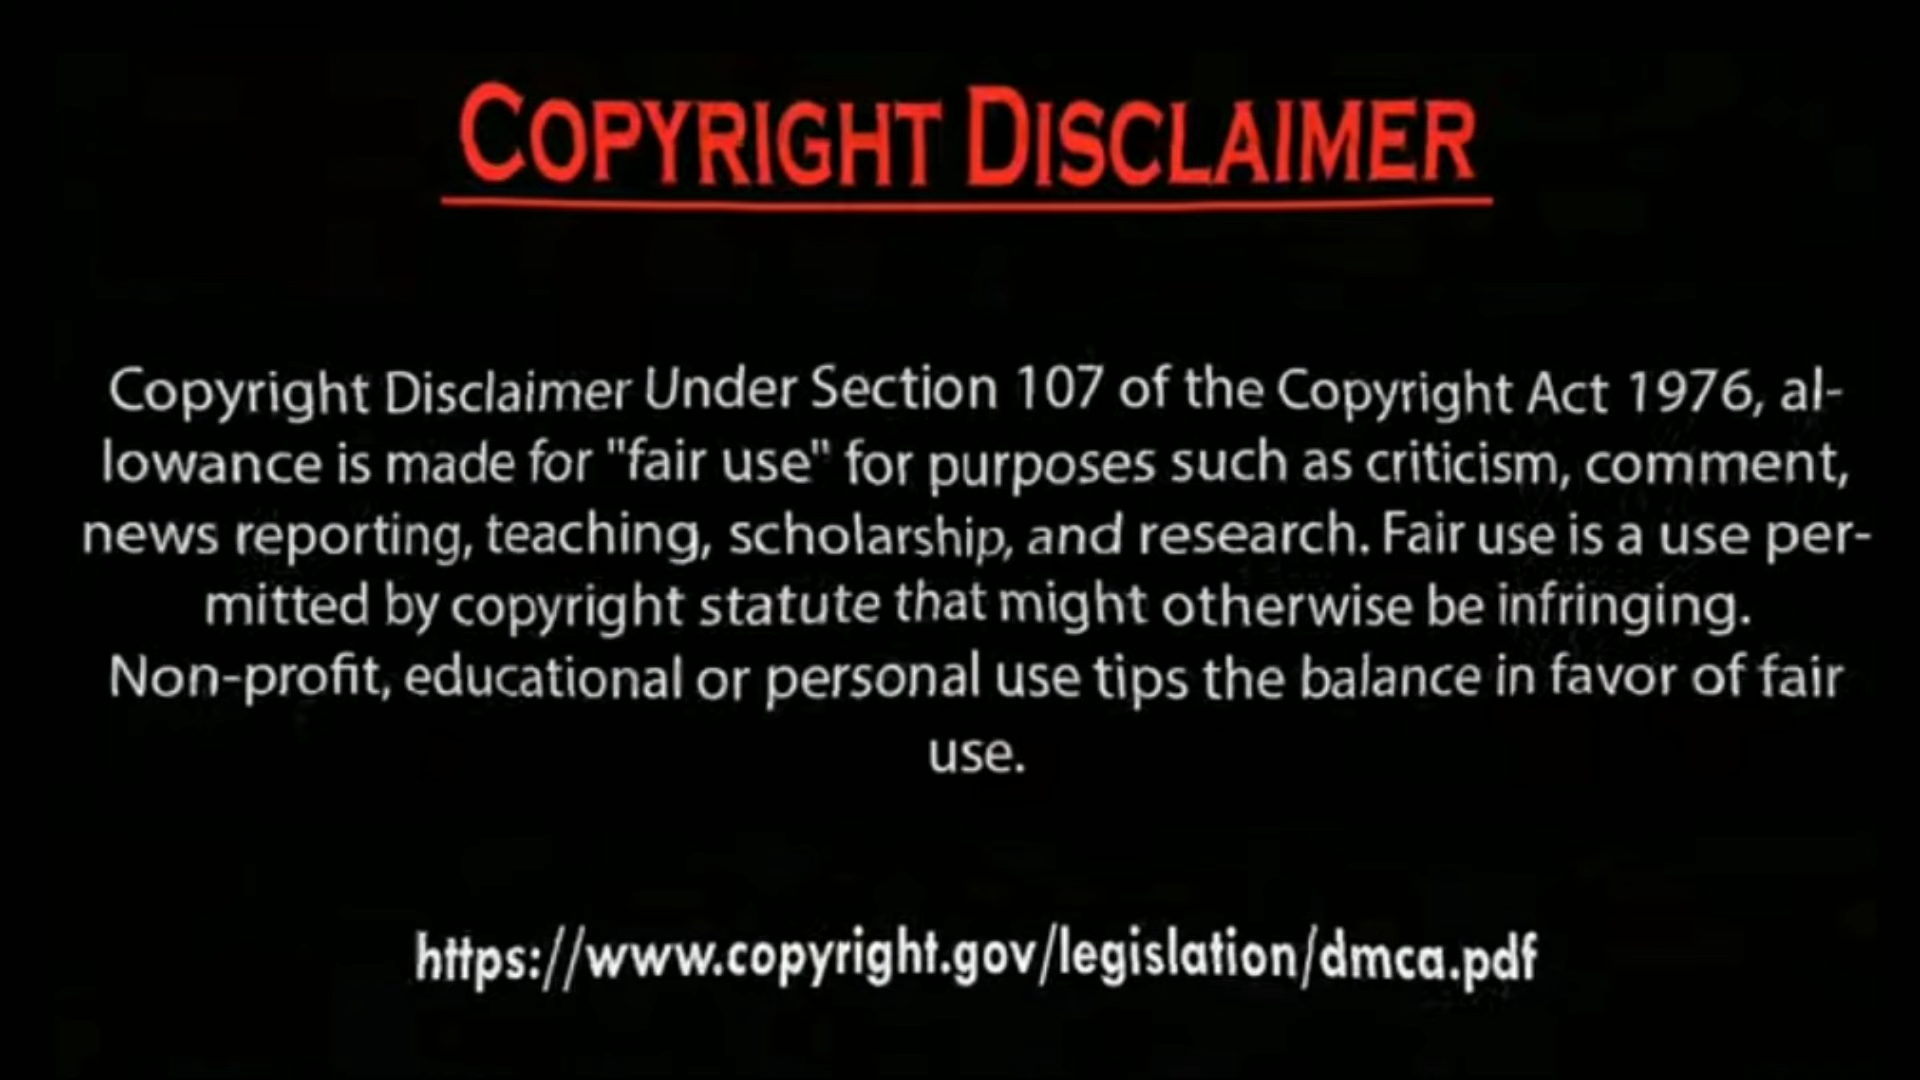 COPYRIGHT DISCLAIMER
Copyright Disclaimer Under Section 107 of the Copyright Act 1976, al-
lowance is made for "fair use" for purposes such as criticism, comment,
news reporting, teaching, scholarship, and research. Fair use is a use per-
mitted by copyright statute that might otherwise be infringing.
Non-profit, educational or personal use tips the balance in favor of fair
use.
https://www.copyright.gov/legislation/dmca.pdf